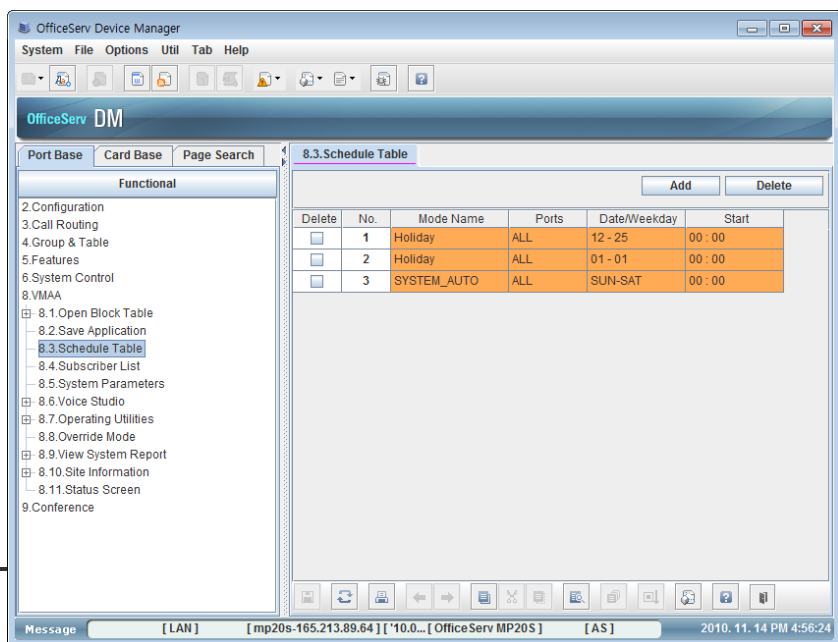 OfficeServ Device Manager
System File Options Util Tab Help
OfficeServ DM
Port Base Card Base Page Search
8.3.Schedule Table
Functional
Add Delete
2.Configuration
3.Call Routing
4.Group & Table
5.Features
6.System Control
8.VMAA
8.1.Open Block Table
8.2.Save Application
8.3.Schedule Table
8.4.Subscriber List
8.5.System Parameters
8.6.Voice Studio
8.7.Operating Utilities
8.8.Override Mode
8.9.View System Report
8.10.Site Information
8.11.Status Screen
9.Conference
Delete No. Mode Name Ports Date/Weekday Start
1 Holiday ALL 12 - 25 00 : 00
2 Holiday ALL 01 - 01 00 : 00
3 SYSTEM_AUTO ALL SUN-SAT 00 : 00
Message [ LAN ] [ mp20s-165.213.89.64 ] [ '10.0... [ OfficeServ MP20S ] [ AS ] 2010. 11. 14 PM 4:56:24